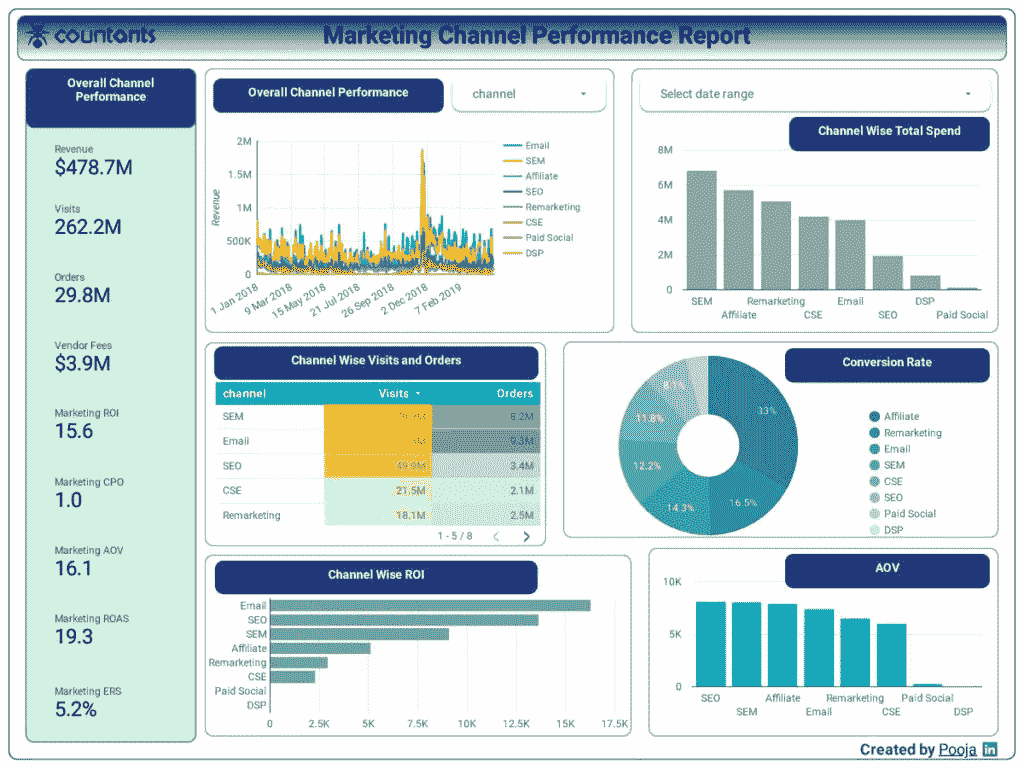 countants
Marketing Channel Performance Report
Overall Channel
Performance
Revenue
$478.7M
Visits
262.2M
Orders
29.8M
Vendor Fees
$3.9M
Marketing ROI
15.6
Marketing CPO
1.0
Marketing AOV
16.1
Marketing ROAS
19.3
Marketing ERS
5.2%
Overall Channel Performance
channel
Revenue
2M
1.5M
1M
500K
0
1 Jan 2018
9 Mar 2018
15 May 2018
21 Jul 2018
26 Sep 2018
2 Dec 2018
7 Feb 2019
Email
SEM
Affiliate
SEO
Remarketing
CSE
Paid Social
DSP
Select date range
Channel Wise Total Spend
8M
6M
4M
2M
0
SEM
Affiliate
Remarketing
CSE
Email
SEO
DSP
Paid Social
Channel Wise Visits and Orders
channel Visits Orders
SEM 8.2M
Email 9.3M
SEO 3.4M
CSE 21.5M 2.1M
Remarketing 18.1M 2.5M
1 - 5 / 8
Conversion Rate
33%
16.5%
14.3%
12.2%
11.8%
Affiliate
Remarketing
Email
SEM
CSE
SEO
Paid Social
DSP
Channel Wise ROI
Email
SEO
SEM
Affiliate
Remarketing
CSE
Paid Social
DSP
0 2.5K 5K 7.5K 10K 12.5K 15K 17.5K
AOV
10K
5K
0
SEO
SEM
Affiliate
Email
Remarketing
CSE
Paid Social
DSP
Created by Pooja in